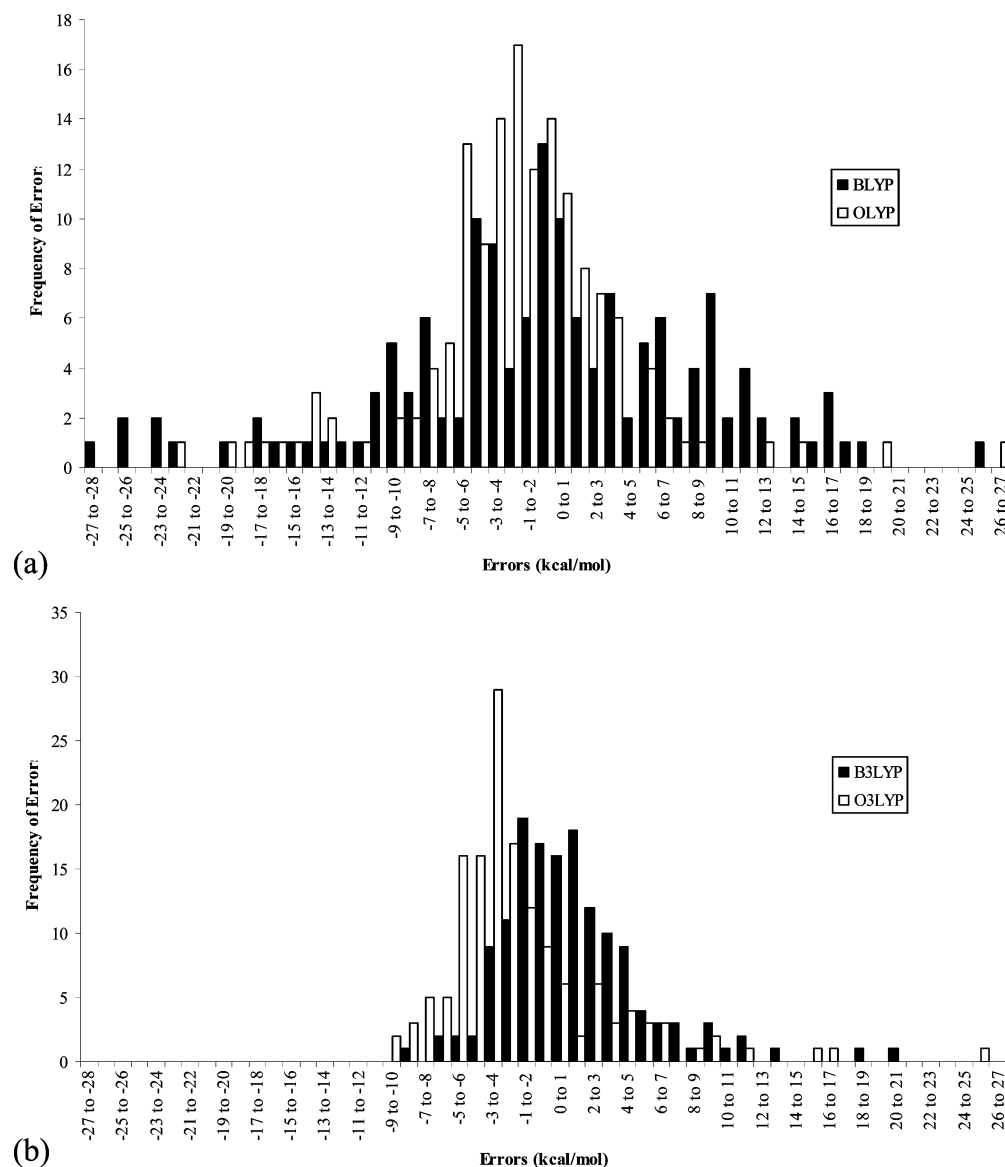 18
16
14
12
10
8
6
4
2
0
Frequency of Errors
BLYP
OLYP
-27 to -28
-25 to -26
-23 to -24
-21 to -22
-19 to -20
-17 to -18
-15 to -16
-13 to -14
-11 to -12
-9 to -10
-7 to -8
-5 to -6
-3 to -4
-1 to -2
0 to 1
2 to 3
4 to 5
6 to 7
8 to 9
10 to 11
12 to 13
14 to 15
16 to 17
18 to 19
20 to 21
22 to 23
24 to 25
26 to 27
(a)
Errors (kcal/mol)
35
30
25
20
15
10
5
0
Frequency of Errors
B3LYP
O3LYP
-27 to -28
-25 to -26
-23 to -24
-21 to -22
-19 to -20
-17 to -18
-15 to -16
-13 to -14
-11 to -12
-9 to -10
-7 to -8
-5 to -6
-3 to -4
-1 to -2
0 to 1
2 to 3
4 to 5
6 to 7
8 to 9
10 to 11
12 to 13
14 to 15
16 to 17
18 to 19
20 to 21
22 to 23
24 to 25
26 to 27
(b)
Errors (kcal/mol)